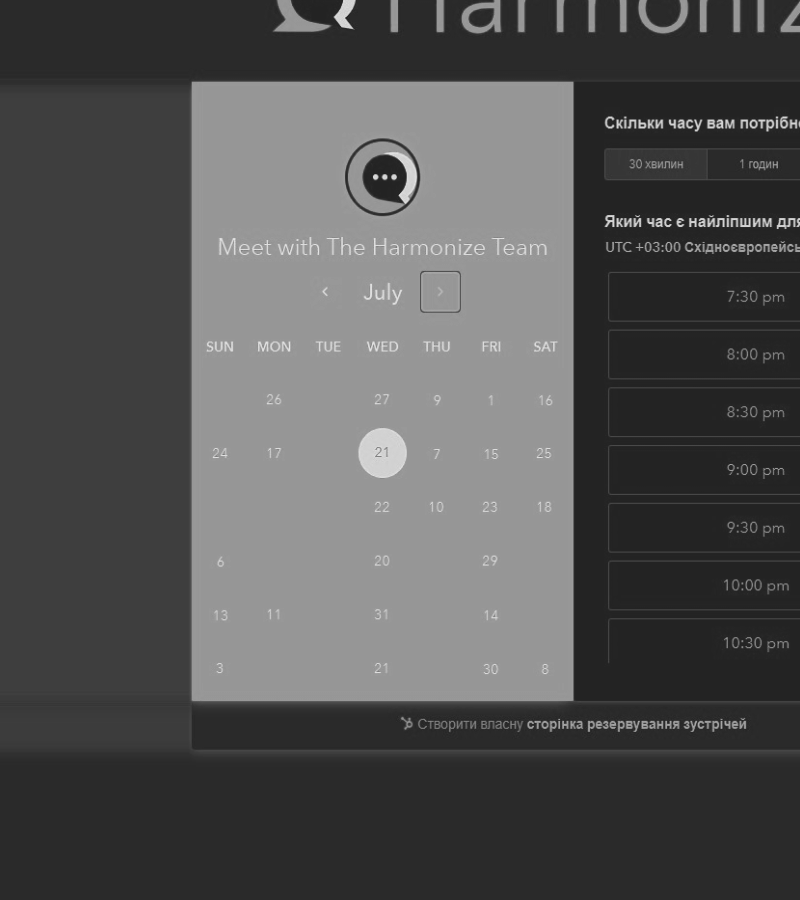 Harmoniz
Meet with The Harmonize Team
July
SUN MON TUE WED THU FRI SAT
26 27 9 1 16
24 17 21 7 15 25
22 10 23 18
6 20 29
13 11 31 14
3 21 30 8
Скільки часу вам потрібно
30 хвилин 1 годин
Який час є найліпшим для
UTC +03:00 Східноєвропейсь
7:30 pm
8:00 pm
8:30 pm
9:00 pm
9:30 pm
10:00 pm
10:30 pm
Створити власну сторінка резервування зустрічей